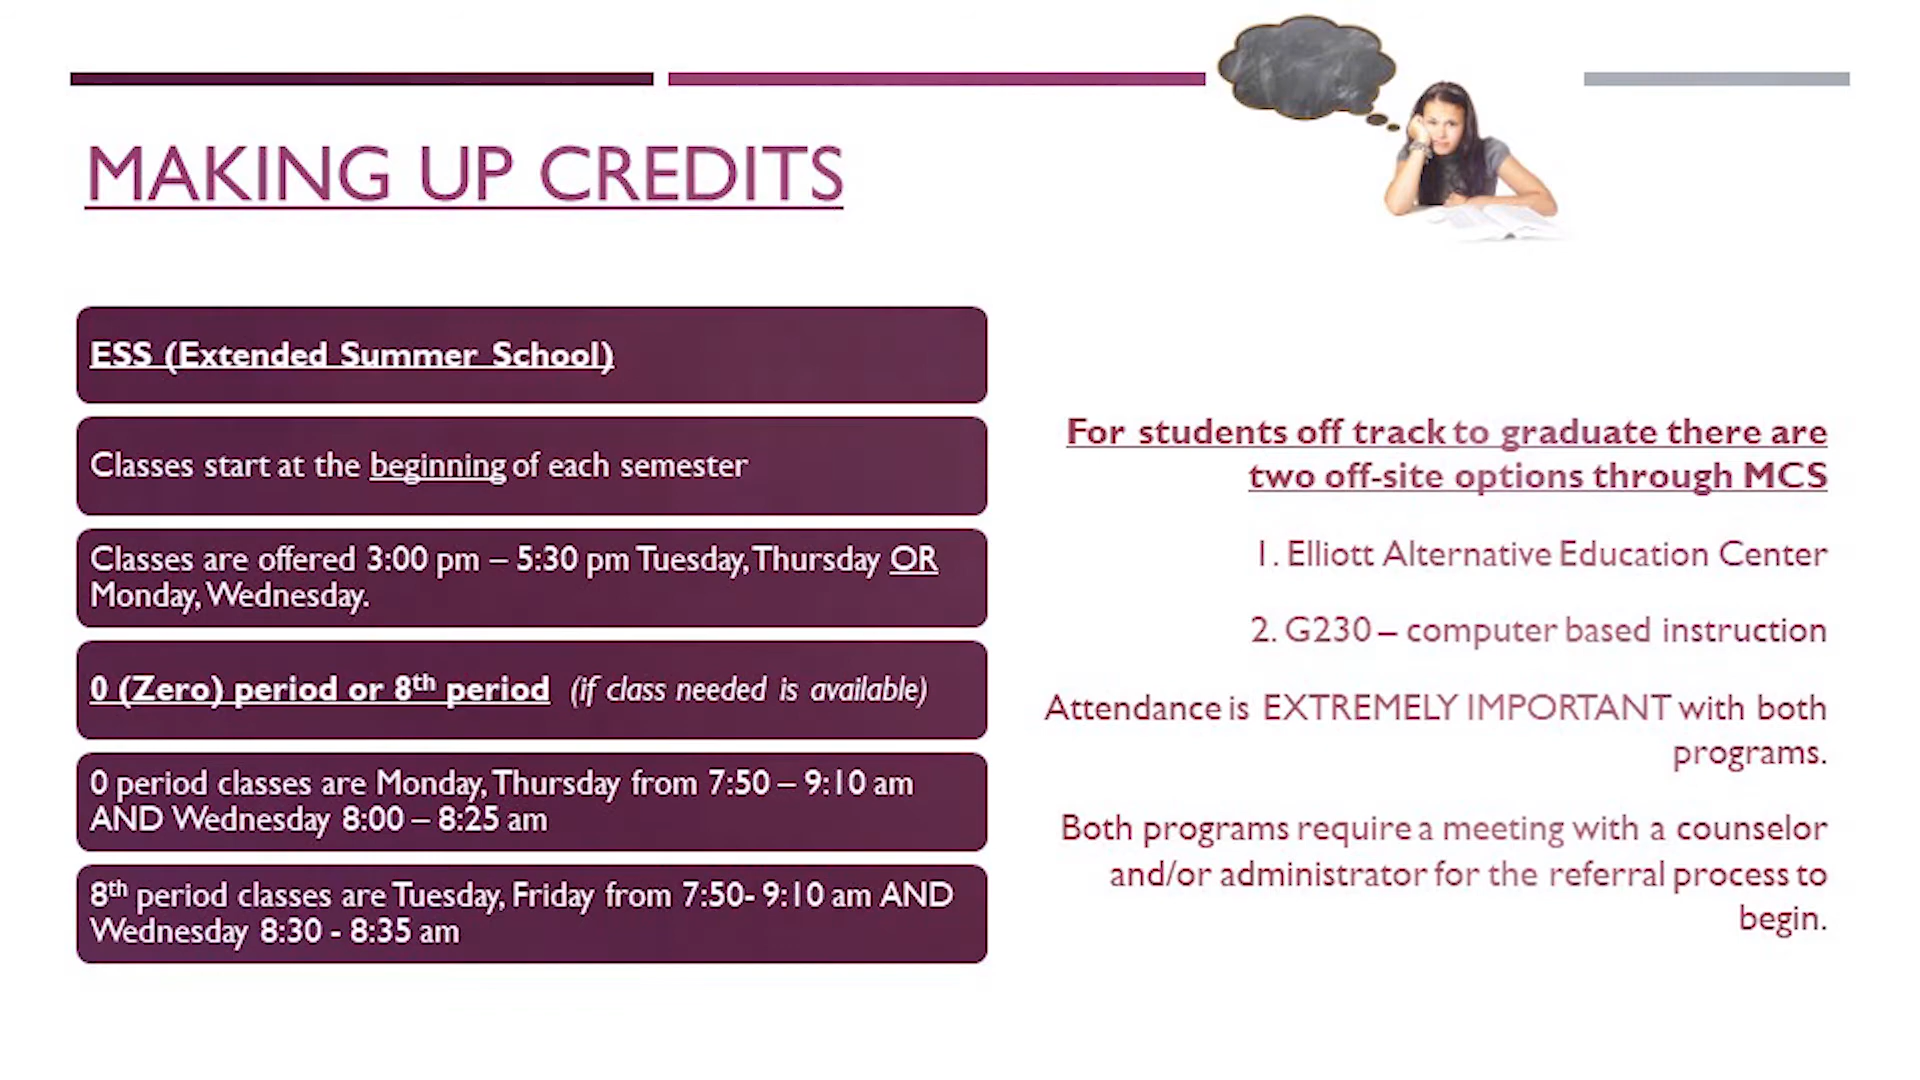 MAKING UP CREDITS
ESS (Extended Summer School)
Classes start at the beginning of each semester
Classes are offered 3:00 pm – 5:30 pm Tuesday, Thursday OR
Monday, Wednesday.
0 (Zero) period or 8th period (if class needed is available)
0 period classes are Monday, Thursday from 7:50 – 9:10 am
AND Wednesday 8:00 – 8:25 am
8th period classes are Tuesday, Friday from 7:50- 9:10 am AND
Wednesday 8:30 - 8:35 am
For students off track to graduate there are
two off-site options through MCS
1. Elliott Alternative Education Center
2. G230 – computer based instruction
Attendance is EXTREMELY IMPORTANT with both
programs.
Both programs require a meeting with a counselor
and/or administrator for the referral process to
begin.